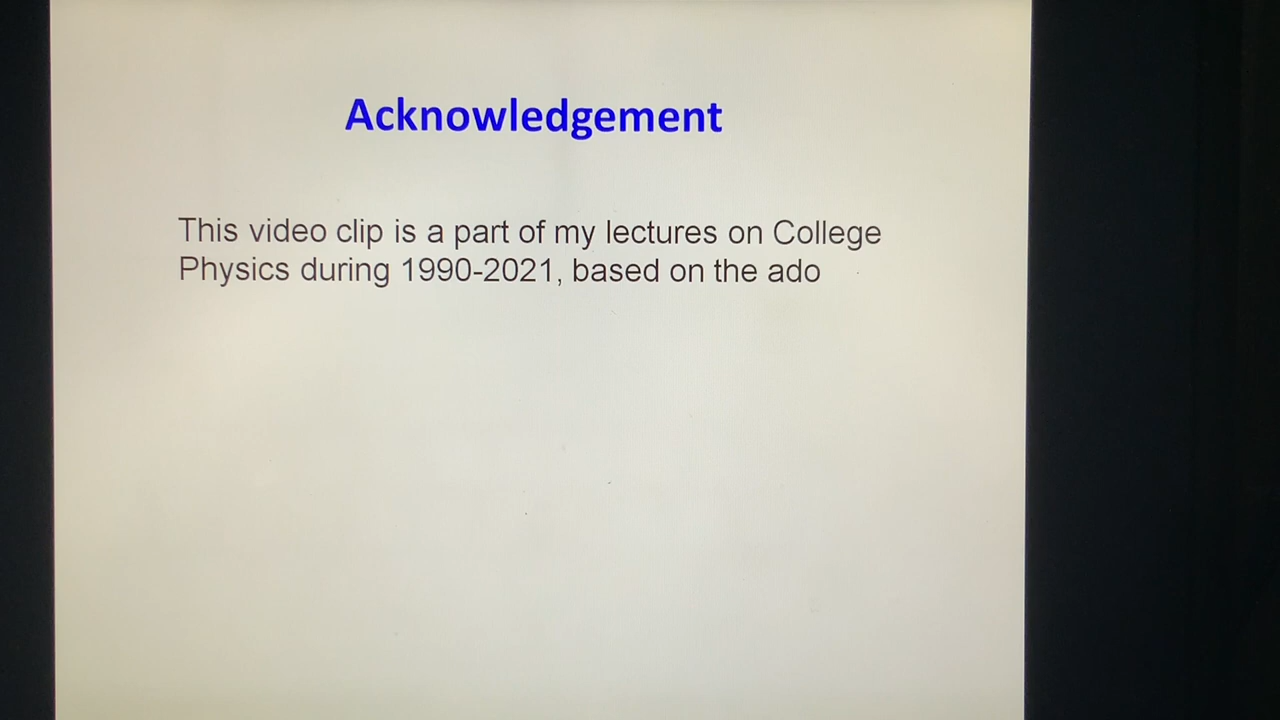 Acknowledgement
This video clip is a part of my lectures on College
Physics during 1990-2021, based on the ado